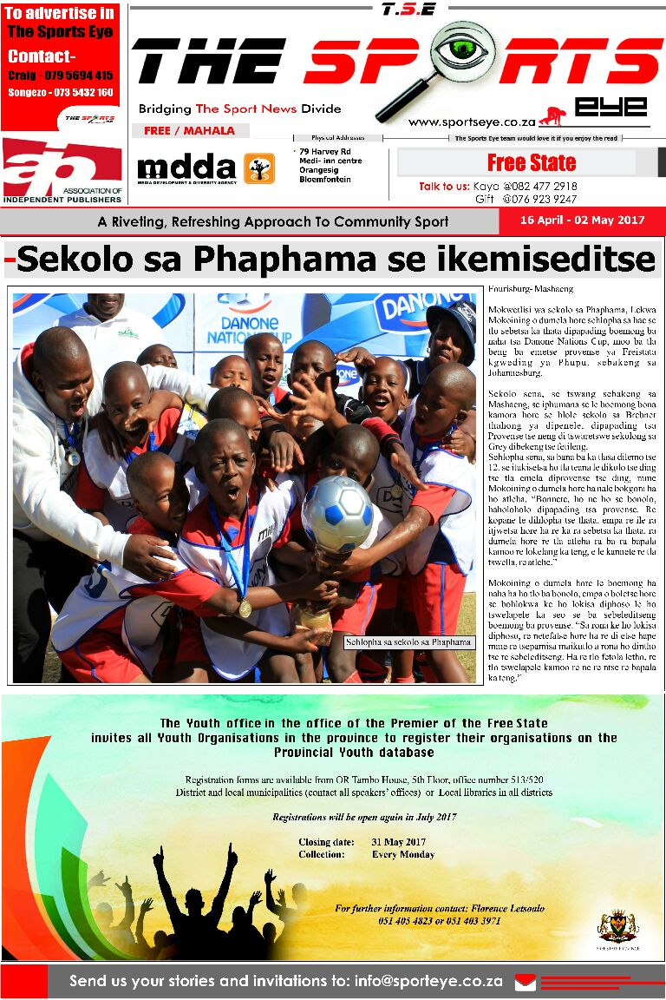 To advertise in
The Sports Eye
Contact-
Craig - 079 5694 415
Songezo - 073 5432 160
THE SPORTS
T.S.E
THE SPORTS
eye
Bridging The Sport News Divide
www.sportseye.co.za
FREE / MAHALA
Physical Addresses
The Sports Eye team would love it if you enjoy the read
aip
ASSOCIATION OF
INDEPENDENT PUBLISHERS
mdda
MEDIA DEVELOPMENT & DIVERSITY AGENCY
79 Harvey Rd
Medi- inn centre
Orangesig
Bloemfontein
Free State
Talk to us: Kaya @082 477 2918
Gift @076 923 9247
A Riveting, Refreshing Approach To Community Sport
16 April - 02 May 2017
-Sekolo sa Phaphama se ikemiseditse
DANONE
NATIONS CUP
DANONE
Sehlopha sa sekolo sa Phaphama
Fourisburg- Mashaeng
Mokwetlisi wa sekolo sa Phaphama, Lekwa
Mokoining o dumela hore sehlopha sa hae se
tlo sebetsa ka thata dipapading boemong ba
naha tsa Danone Nations Cup, moo ba tla
beng ba emetse provense ya Freistata
kgweding ya Phupu, sebakeng sa
Johannesburg.
Sekolo sena, se tswang sebakeng sa
Mashaeng, se iphumana se le boemong bona
kamora hore se hlole sekolo sa Brebner
thahong ya dipenele, dipapading tsa
Provense tse neng di tswaretswe sekolong sa
Grey dibekeng tse fetileng.
Sehlopha sena, sa bana ba ka tlasa dilemo tse
12, se itukisetsa ho tla teana le dikolo tse ding
tse tla emela diprovense tse ding, mme
Mokoining o dumela hore ha nale bokgoni ba
ho atleha. “Bonnete, ho ne ho se bonolo,
haholoholo dipapading tsa provense. Re
kopane le dihlopha tse thata, empa re ile ra
itjwetsa hore ha re ka ra sebetsa ka thata, ra
dumela hore re tla atleha ra ba ra bapala
kamoo re lokelang ka teng, e le kannete re tla
tswella, re atlehe.”
Mokoining o dumela hore le boemong ba
naha ha ho tlo ba bonolo, empa o boletse hore
se bohlokwa ke ho lokisa diphoso le ho
tswelapele ka seo se ba sebeleditseng
boemong ba provense. “Sa rona ke ho lokisa
diphoso, re netefatse hore ha re di etse hape
mme re tsepamisa maikutlo a rona ho dintho
tse re sebeleditseng. Ha re tlo fetola letho, re
tlo tswelapele kamoo re ne re ntse re bapala
ka teng.”
The Youth office in the office of the Premier of the Free State
invites all Youth Organisations in the province to register their organisations on the
Provincial Youth database
Registration forms are available from OR Tambo House, 5th Floor, office number 513/520
District and local municipalities (contact all speakers’ offices) or Local libraries in all districts
Registrations will be open again in July 2017
Closing date: 31 May 2017
Collection: Every Monday
For further information contact: Florence Letsoalo
051 405 4823 or 051 403 3971
FREE STATE PROVINCE
Send us your stories and invitations to: info@sporteye.co.za